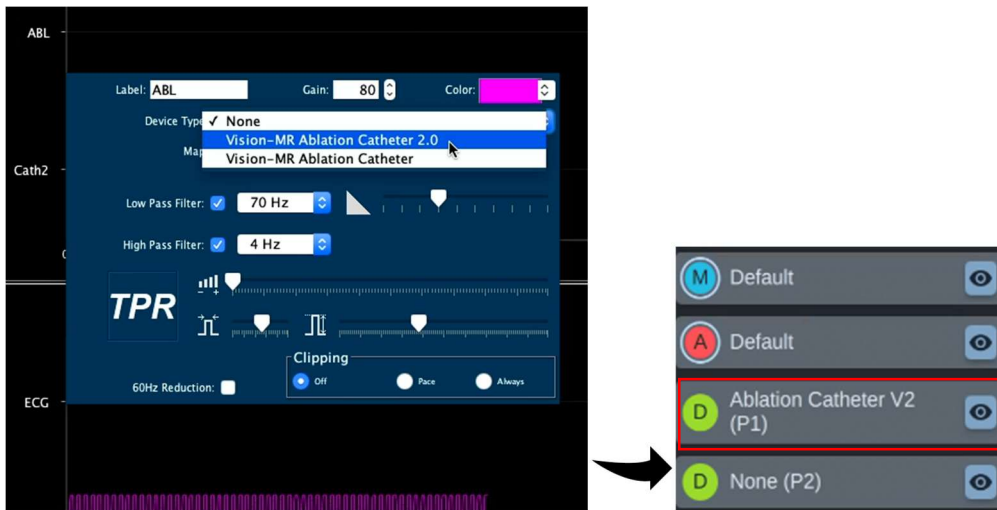 ABL
Label: ABL Gain: 80 Color:
Device Type ✓ None
Vision-MR Ablation Catheter 2.0
Map
Vision-MR Ablation Catheter
Cath2
Low Pass Filter: 70 Hz
High Pass Filter: 4 Hz
0
TPR
- +
Clipping
60Hz Reduction: Off Pace Always
ECG
M Default
A Default
D Ablation Catheter V2
(P1)
D None (P2)